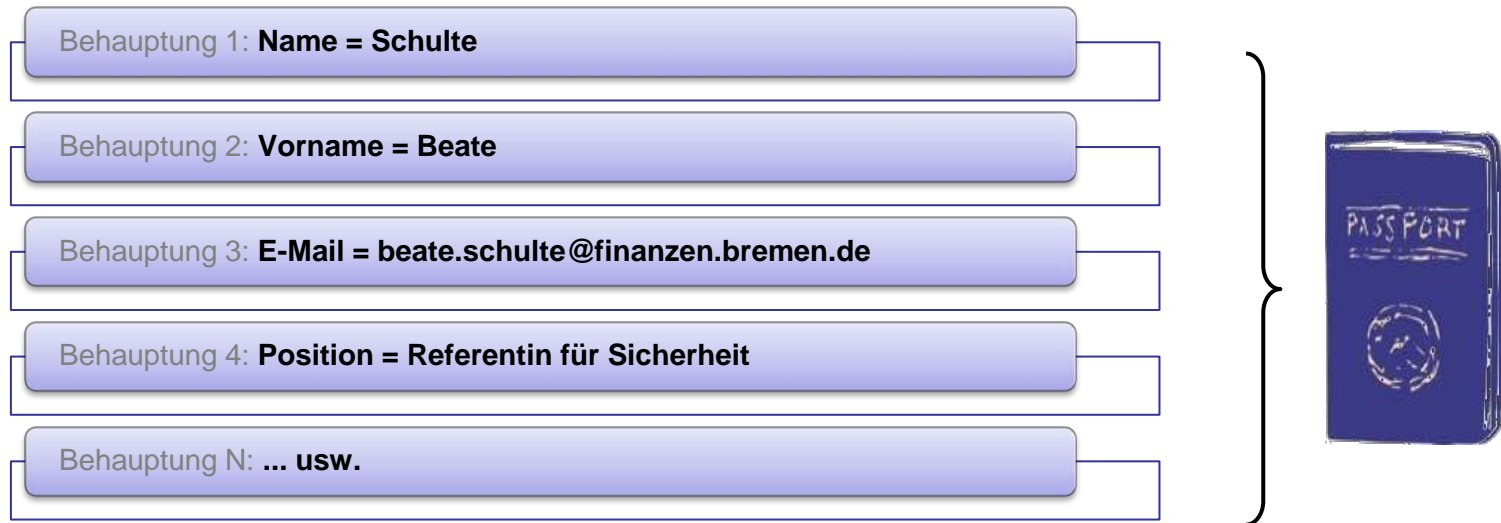 Behauptung 1: Name = Schulte
Behauptung 2: Vorname = Beate
Behauptung 3: E-Mail = beate.schulte@finanzen.bremen.de
Behauptung 4: Position = Referentin für Sicherheit
Behauptung N: ... usw.
PASSPORT